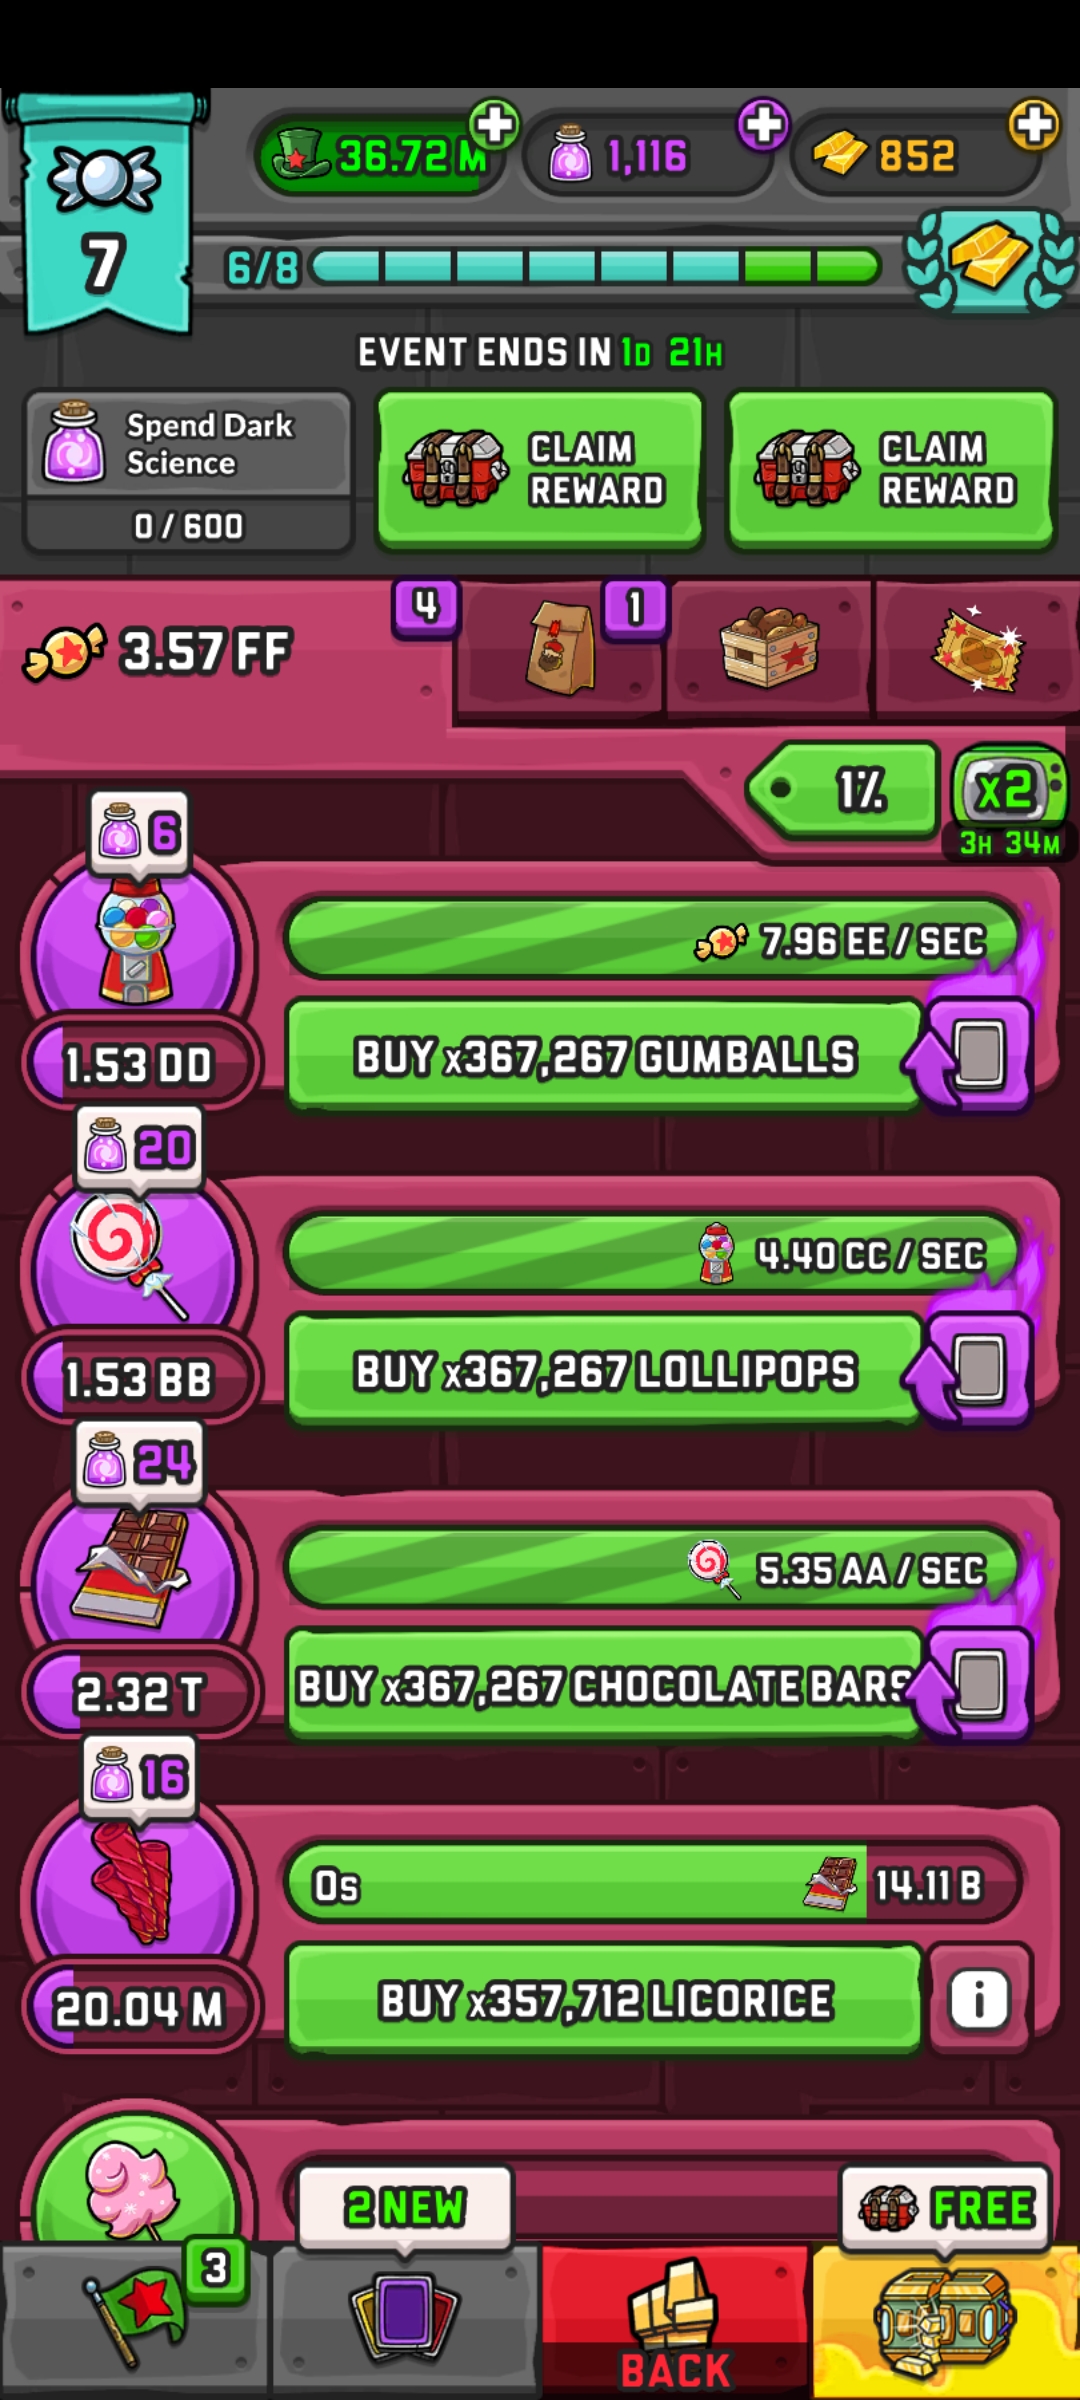 36.72 M
1,116
852
7
6/8
EVENT ENDS IN 1D 21H
Spend Dark
Science
0 / 600
CLAIM
REWARD
CLAIM
REWARD
3.57 FF
4
1
1%
x2
3H 34M
6
7.96 EE / SEC
BUY x367,267 GUMBALLS
1.53 DD
20
4.40 CC / SEC
BUY x367,267 LOLLIPOPS
1.53 BB
24
5.35 AA / SEC
BUY x367,267 CHOCOLATE BARS
2.32 T
16
0s
14.11 B
BUY x357,712 LICORICE
i
20.04 M
2 NEW
FREE
3
BACK